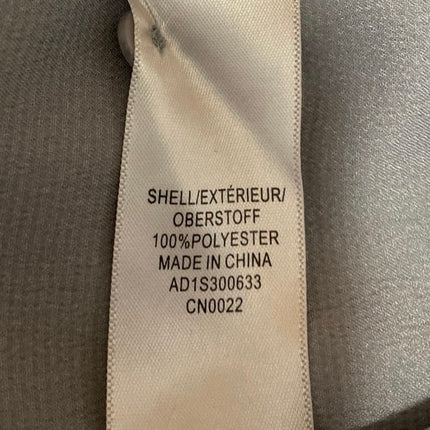 SHELL/EXTÉRIEUR/
OBERSTOFF
100%POLYESTER
MADE IN CHINA
AD1S300633
CN0022